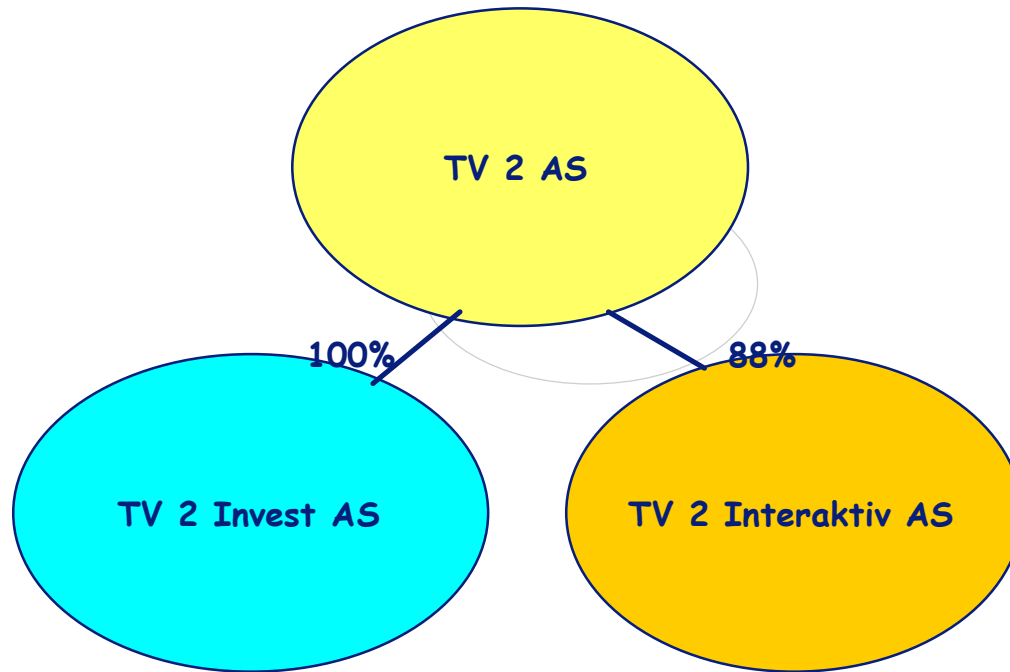 TV 2 AS
100%
88%
TV 2 Invest AS
TV 2 Interaktiv AS